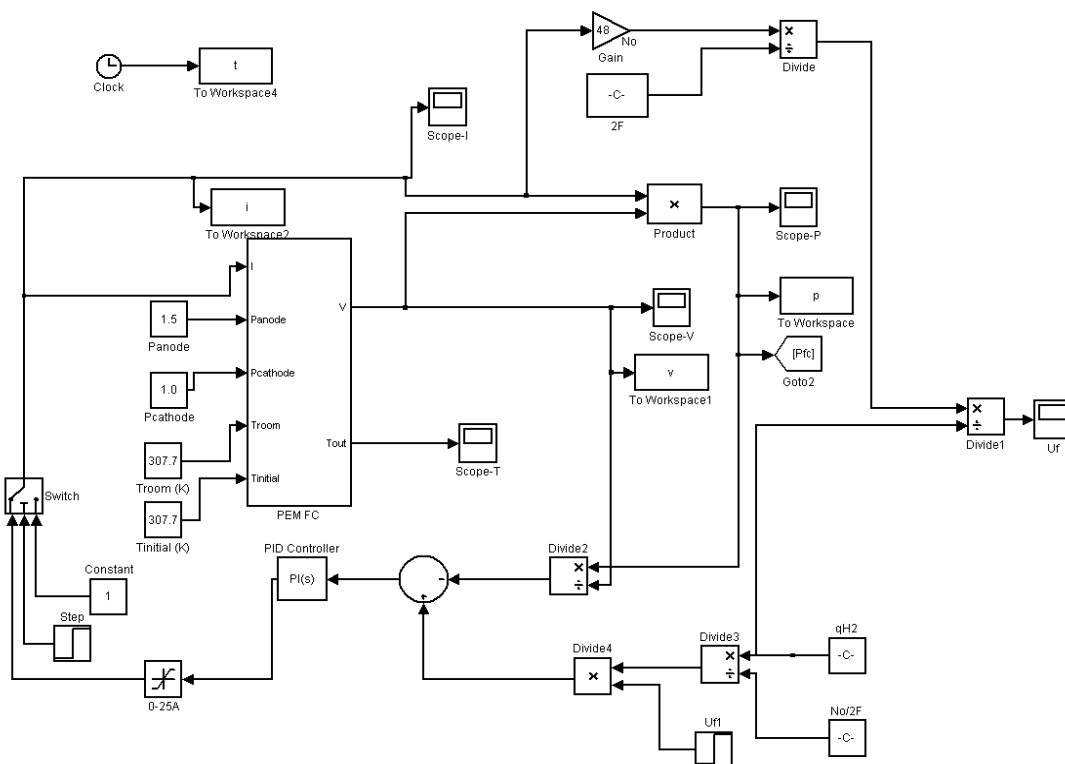 48
No
Gain
×
÷
Divide
Clock
t
To Workspace4
-C-
2F
Scope-I
i
To Workspace2
×
Product
Scope-P
I
Panode
Pcathode
Troom
Tinitial
V
Tout
PEM FC
1.5
Panode
1.0
Pcathode
307.7
Troom (K)
307.7
Tinitial (K)
Scope-V
v
To Workspace1
p
To Workspace
[Pfc]
Goto2
Scope-T
×
÷
Divide1
Uf
Switch
Constant
1
Step
0-25A
PID Controller
PI(s)
-
+
Divide2
×
÷
Divide4
×
Divide3
×
÷
qH2
-C-
No/2F
-C-
Uf1